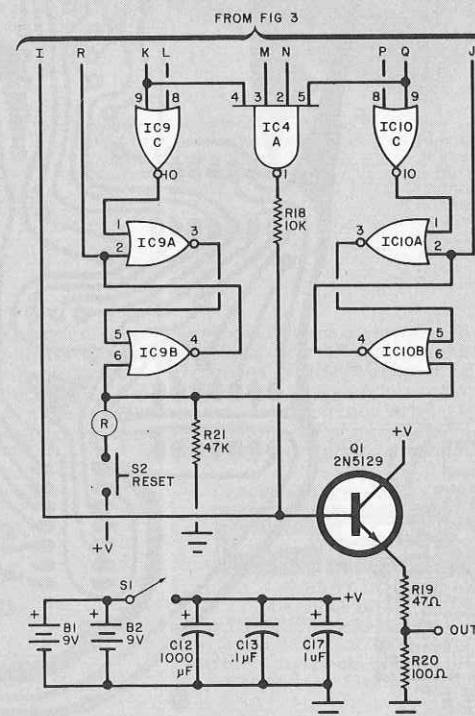 FROM FIG 3
I R K L M N P Q J
9 8 4 3 2 5 8 9
IC9 C
IC4 A
IC10 C
10 1 10
R18
10K
1 3 3 1
2 2
IC9A IC10A
5 4 4 5
6 6
IC9B IC10B
R
R21
47K
S2
RESET
+V
Q1
2N5129
+V
S1
+V
+ B1
9V
+ B2
9V
+ C12
1000
µF
C13
.1µF
+ C17
1uF
R19
47Ω
OUT
R20
100Ω